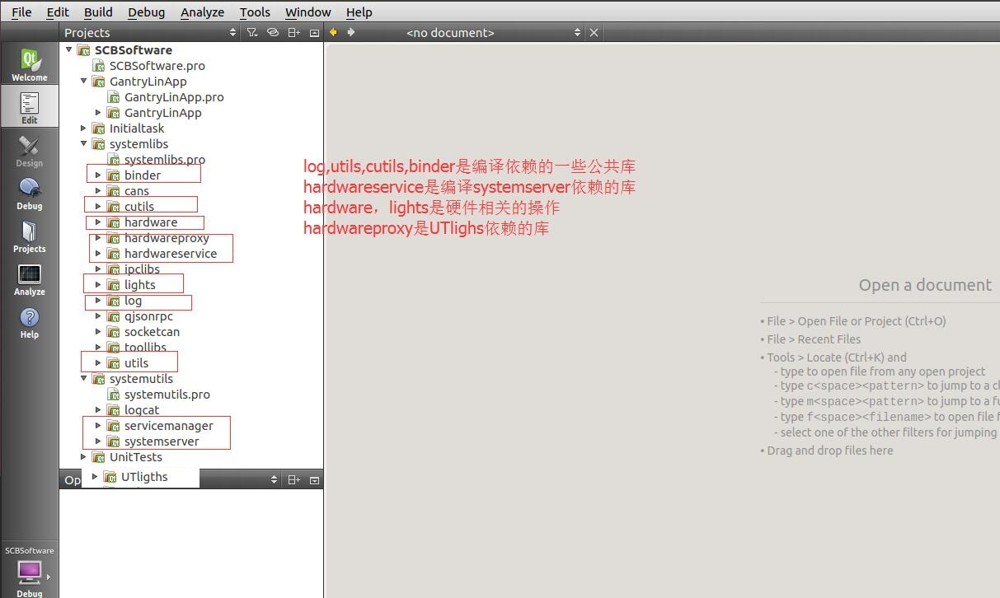 File Edit Build Debug Analyze Tools Window Help
Projects
<no document>
Welcome
Edit
Design
Debug
Projects
Analyze
Help
SCBSoftware
SCBSoftware.pro
GantryLinApp
GantryLinApp.pro
GantryLinApp
Initialtask
systemlibs
systemlibs.pro
binder
cans
cutils
hardware
hardwareproxy
hardwareservice
ipclibs
lights
log
qjsonrpc
socketcan
toollibs
utils
systemutils
systemutils.pro
logcat
servicemanager
systemserver
UnitTests
Op
UTligths
log,utils,cutils,binder是编译依赖的一些公共库
hardwareservice是编译systemserver依赖的库
hardware，lights是硬件相关的操作
hardwareproxy是UTlighs依赖的库
Open a document
• File > Open File or Project (Ctrl+O)
• File > Recent Files
• Tools > Locate (Ctrl+K) and
- type to open file from any open project
- type c<space><pattern> to jump to a cl
- type m<space><pattern> to jump to a fu
- type f<space><filename> to open file f
- select one of the other filters for jumping
• Drag and drop files here
SCBSoftware
Debug